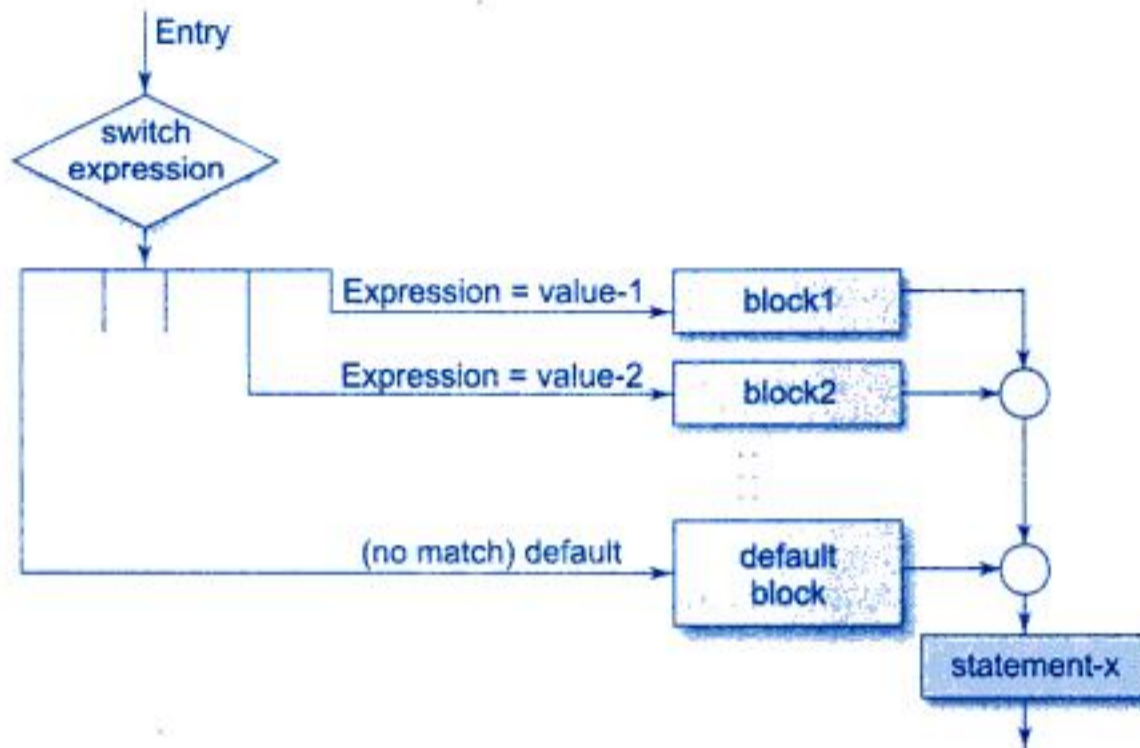 Entry
switch
expression
Expression = value-1
block1
Expression = value-2
block2
(no match) default
default
block
statement-x